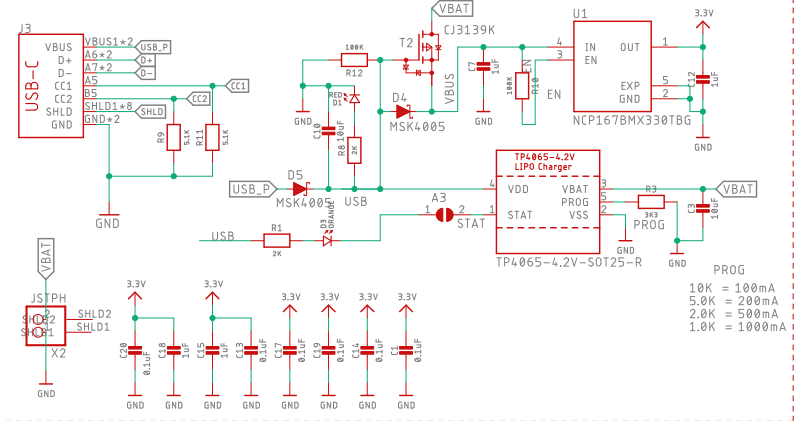 J3
USB-C
VBUS
D+
D-
CC1
CC2
SHLD
GND
VBUS1*2
A6*2
A7*2
A5
B5
SHLD1*8
GND*2
USB_P
D+
D-
CC1
CC2
SHLD
R9
5.1K
R11
5.1K
GND
VBAT
CJ3139K
T2
100K
R12
RED
D1
GND
C10
10uF
R8
2K
D4
MSK4005
VBUS
C7
1uF
GND
EN
R10
100K
EN
U1
4
IN
3
EN
OUT
1
EXP
5
GND
2
NCP167BMX330TBG
3.3V
C12
1uF
GND
USB_P
D5
MSK4005
USB
A3
1
2
STAT
USB
R1
2K
D3
ORANGE
TP4065-4.2V
LIPO Charger
4
VDD
1
STAT
VBAT
3
PROG
5
VSS
2
TP4065-4.2V-SOT25-R
GND
R3
3K3
PROG
VBAT
C3
10uF
GND
PROG
10K = 100mA
5.0K = 200mA
2.0K = 500mA
1.0K = 1000mA
VBAT
JSTPH
SHLD2
SHLD1
SHLD2
SHLD1
X2
GND
3.3V
3.3V
3.3V
3.3V
3.3V
3.3V
C20
0.1uF
C18
1uF
C15
1uF
C13
0.1uF
C17
0.1uF
C19
0.1uF
C14
0.1uF
C1
0.1uF
GND
GND
GND
GND
GND
GND
GND
GND